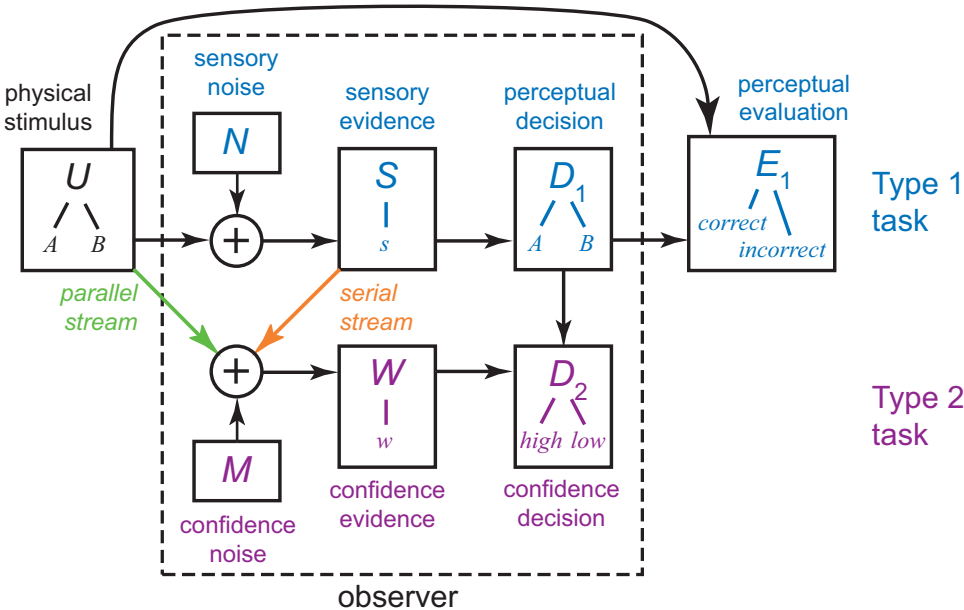 physical
stimulus
U
A B
sensory
noise
N
+
sensory
evidence
S
s
perceptual
decision
D1
A B
perceptual
evaluation
E1
correct
incorrect
Type 1
task
parallel
stream
serial
stream
+
M
confidence
noise
W
w
confidence
evidence
D2
high low
confidence
decision
Type 2
task
observer